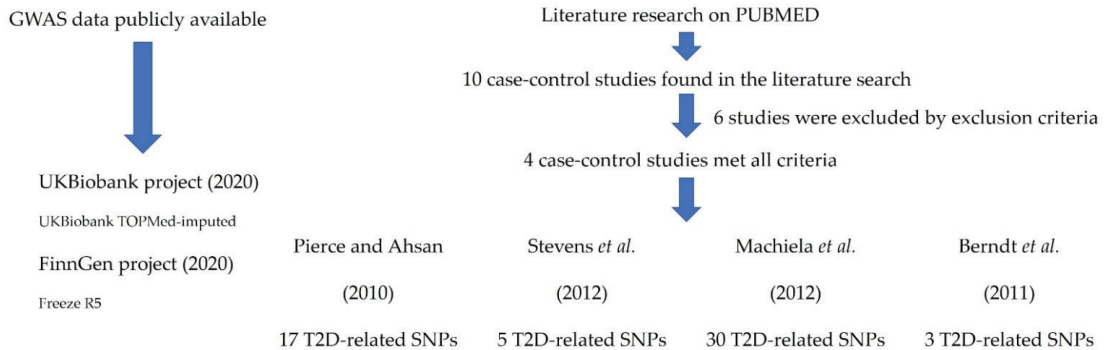 GWAS data publicly available
UKBiobank project (2020)
UKBiobank TOPMed-imputed
FinnGen project (2020)
Freeze R5
Literature research on PUBMED
10 case-control studies found in the literature search
6 studies were excluded by exclusion criteria
4 case-control studies met all criteria
Pierce and Ahsan
(2010)
17 T2D-related SNPs
Stevens et al.
(2012)
5 T2D-related SNPs
Machiela et al.
(2012)
30 T2D-related SNPs
Berndt et al.
(2011)
3 T2D-related SNPs